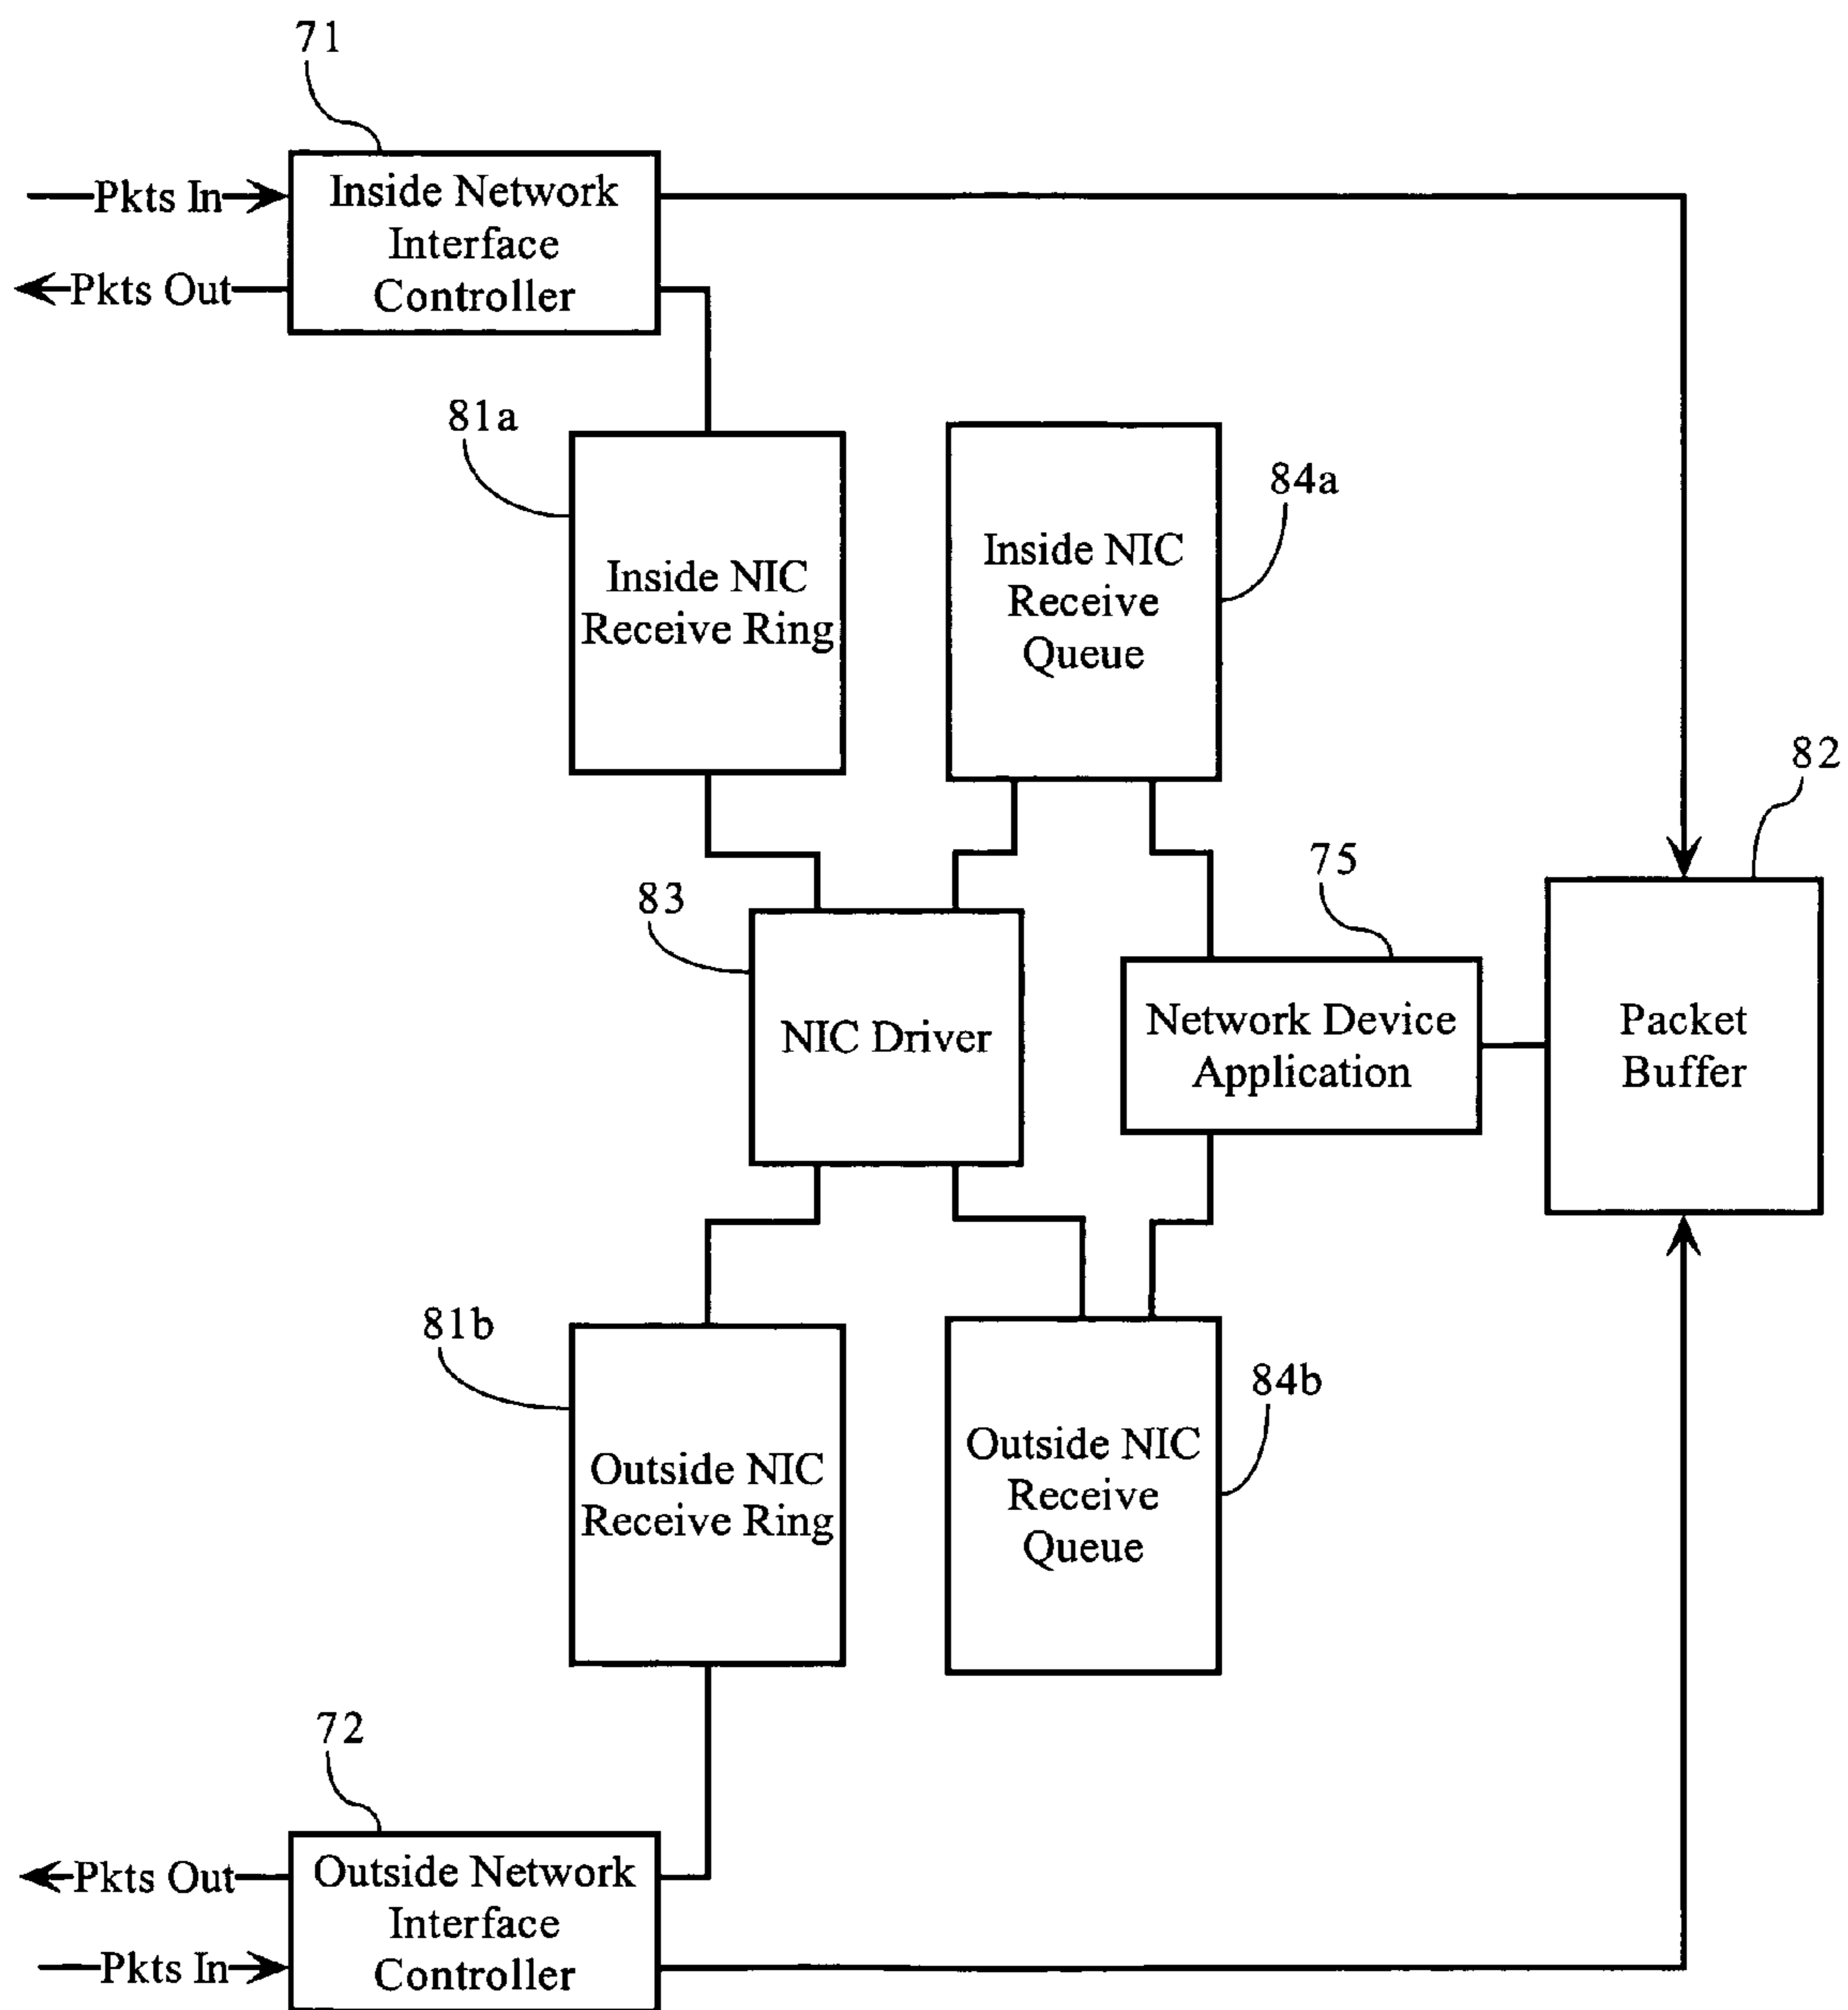 71
Pkts In
Inside Network
Interface
Controller
Pkts Out
81a
Inside NIC
Receive Ring
84a
Inside NIC
Receive
Queue
82
Packet
Buffer
75
Network Device
Application
83
NIC Driver
81b
Outside NIC
Receive Ring
84b
Outside NIC
Receive
Queue
72
Pkts Out
Outside Network
Interface
Controller
Pkts In